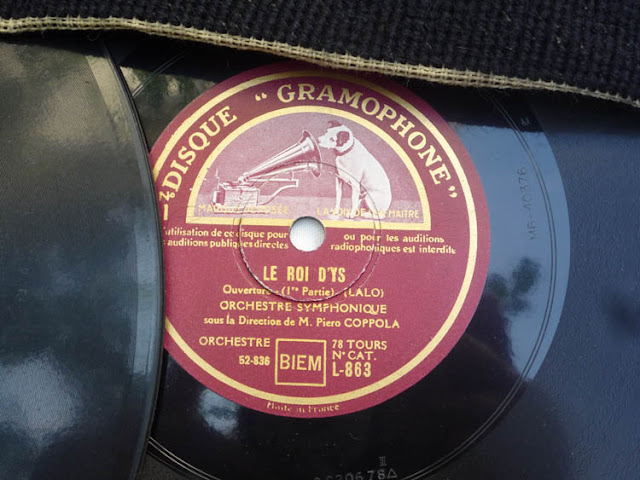 DISQUE "GRAMOPHONE"
MARQUE DÉPOSÉE LA VOIX DE SON MAITRE
l'utilisation de ce disque pour ou pour les auditions
auditions publiques directes radiophoniques est interdite
LE ROI D'YS
Ouverture - (1re Partie) - (LALO)
ORCHESTRE SYMPHONIQUE
sous la Direction de M. Piero COPPOLA
ORCHESTRE
52-836
BIEM
78 TOURS
N° CAT.
L-863
Made in France